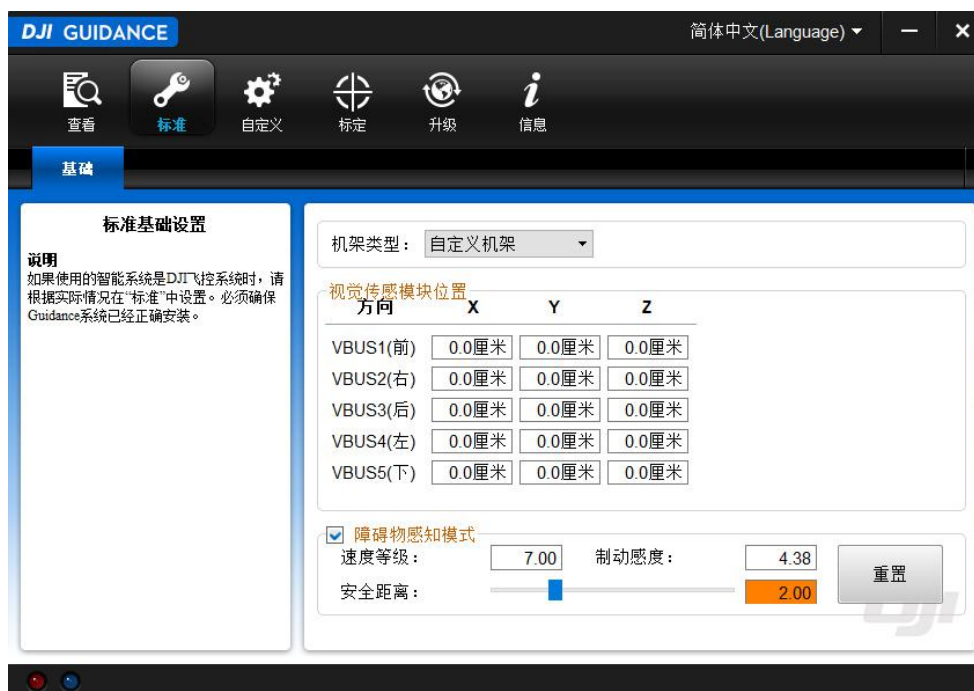 DJI GUIDANCE
简体中文(Language)
查看 标准 自定义 标定 升级 信息
基础
标准基础设置
说明
如果使用的智能系统是DJI飞控系统时，请
根据实际情况在“标准”中设置。必须确保
Guidance系统已经正确安装。
机架类型： 自定义机架
视觉传感模块位置
方向 X Y Z
VBUS1(前) 0.0厘米 0.0厘米 0.0厘米
VBUS2(右) 0.0厘米 0.0厘米 0.0厘米
VBUS3(后) 0.0厘米 0.0厘米 0.0厘米
VBUS4(左) 0.0厘米 0.0厘米 0.0厘米
VBUS5(下) 0.0厘米 0.0厘米 0.0厘米
障碍物感知模式
速度等级： 7.00 制动感度： 4.38
安全距离： 2.00
重置
DJI